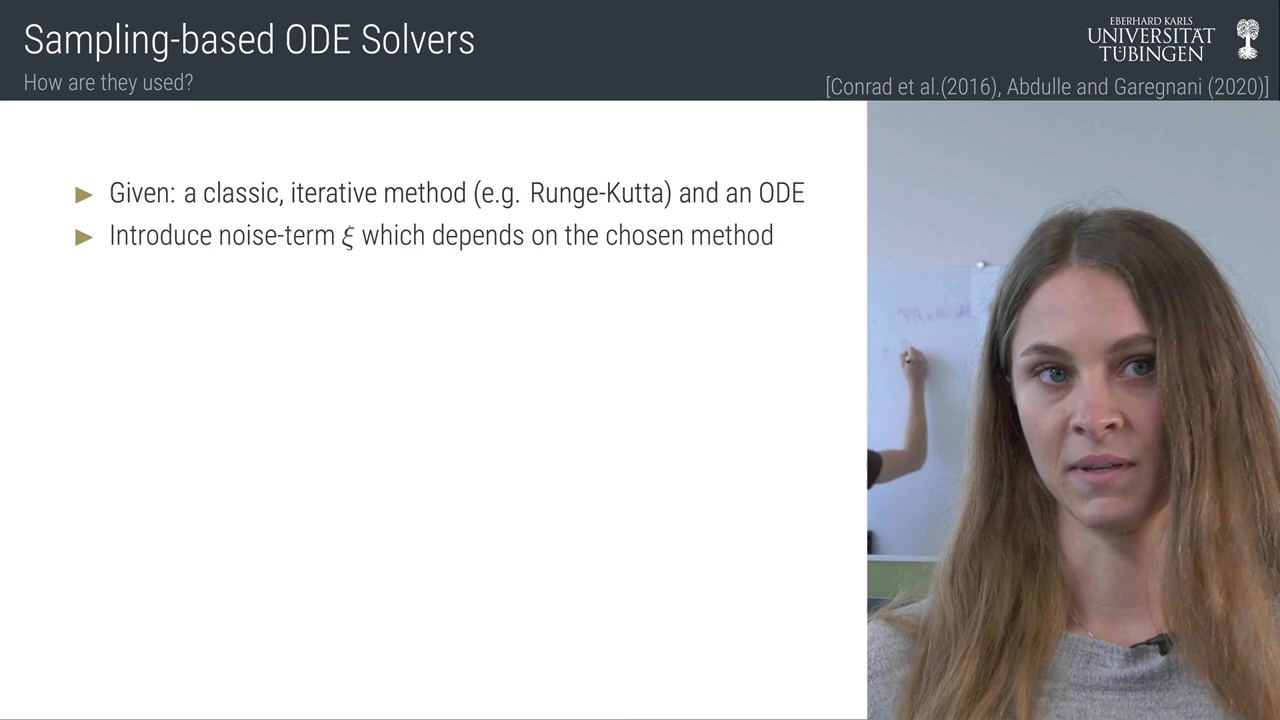 Sampling-based ODE Solvers
How are they used?
EBERHARD KARLS
UNIVERSITÄT
TÜBINGEN
[Conrad et al.(2016), Abdulle and Garegnani (2020)]
► Given: a classic, iterative method (e.g. Runge-Kutta) and an ODE
► Introduce noise-term ξ which depends on the chosen method